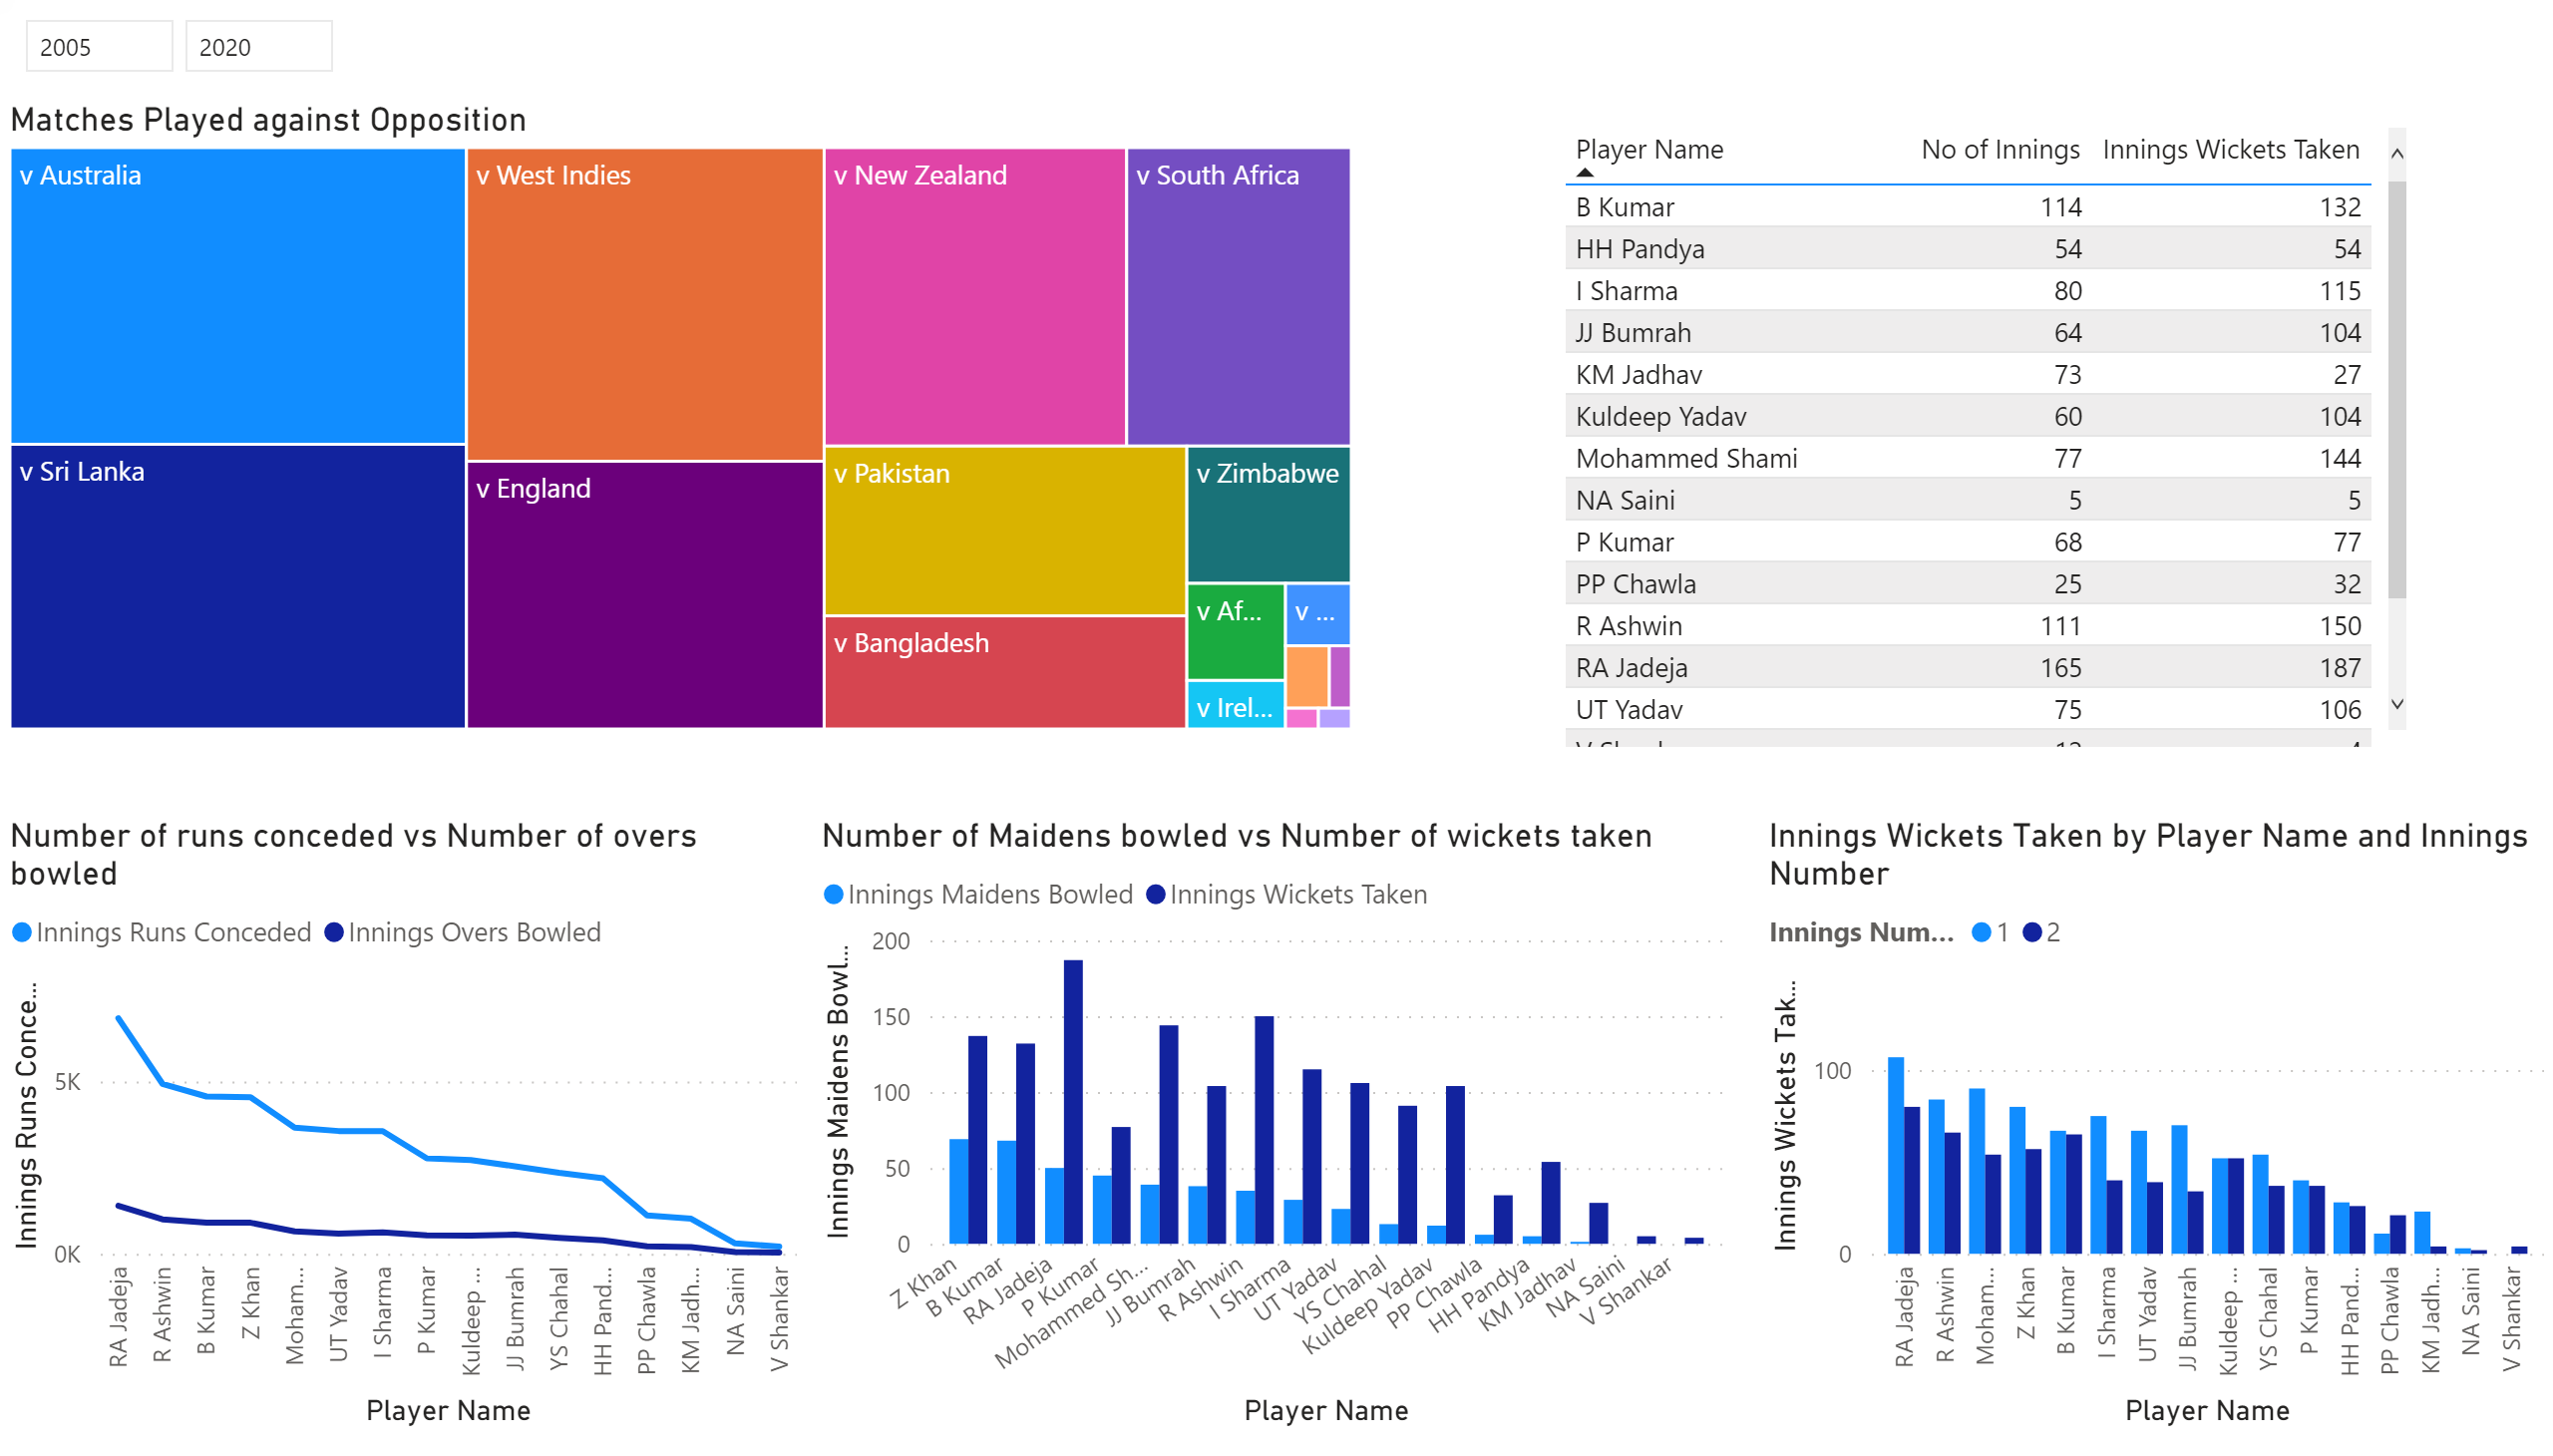 2005 2020
Matches Played against Opposition
v Australia
v West Indies
v New Zealand
v South Africa
v Sri Lanka
v England
v Pakistan
v Zimbabwe
v Bangladesh
v Af...
v ...
v Irel...
Player Name No of Innings Innings Wickets Taken
B Kumar 114 132
HH Pandya 54 54
I Sharma 80 115
JJ Bumrah 64 104
KM Jadhav 73 27
Kuldeep Yadav 60 104
Mohammed Shami 77 144
NA Saini 5 5
P Kumar 68 77
PP Chawla 25 32
R Ashwin 111 150
RA Jadeja 165 187
UT Yadav 75 106
Number of runs conceded vs Number of overs
bowled
Innings Runs Conceded Innings Overs Bowled
Innings Runs Conce...
5K
0K
RA Jadeja
R Ashwin
B Kumar
Z Khan
Moham...
UT Yadav
I Sharma
P Kumar
Kuldeep ...
JJ Bumrah
YS Chahal
HH Pand...
PP Chawla
KM Jadh...
NA Saini
V Shankar
Player Name
Number of Maidens bowled vs Number of wickets taken
Innings Maidens Bowled Innings Wickets Taken
Innings Maidens Bowl...
200
150
100
50
0
Z Khan
B Kumar
RA Jadeja
P Kumar
Mohammed Sh...
JJ Bumrah
R Ashwin
I Sharma
UT Yadav
YS Chahal
Kuldeep Yadav
PP Chawla
HH Pandya
KM Jadhav
NA Saini
V Shankar
Player Name
Innings Wickets Taken by Player Name and Innings
Number
Innings Num... 1 2
Innings Wickets Tak...
100
0
RA Jadeja
R Ashwin
Moham...
Z Khan
B Kumar
I Sharma
UT Yadav
JJ Bumrah
Kuldeep ...
YS Chahal
P Kumar
HH Pand...
PP Chawla
KM Jadh...
NA Saini
V Shankar
Player Name